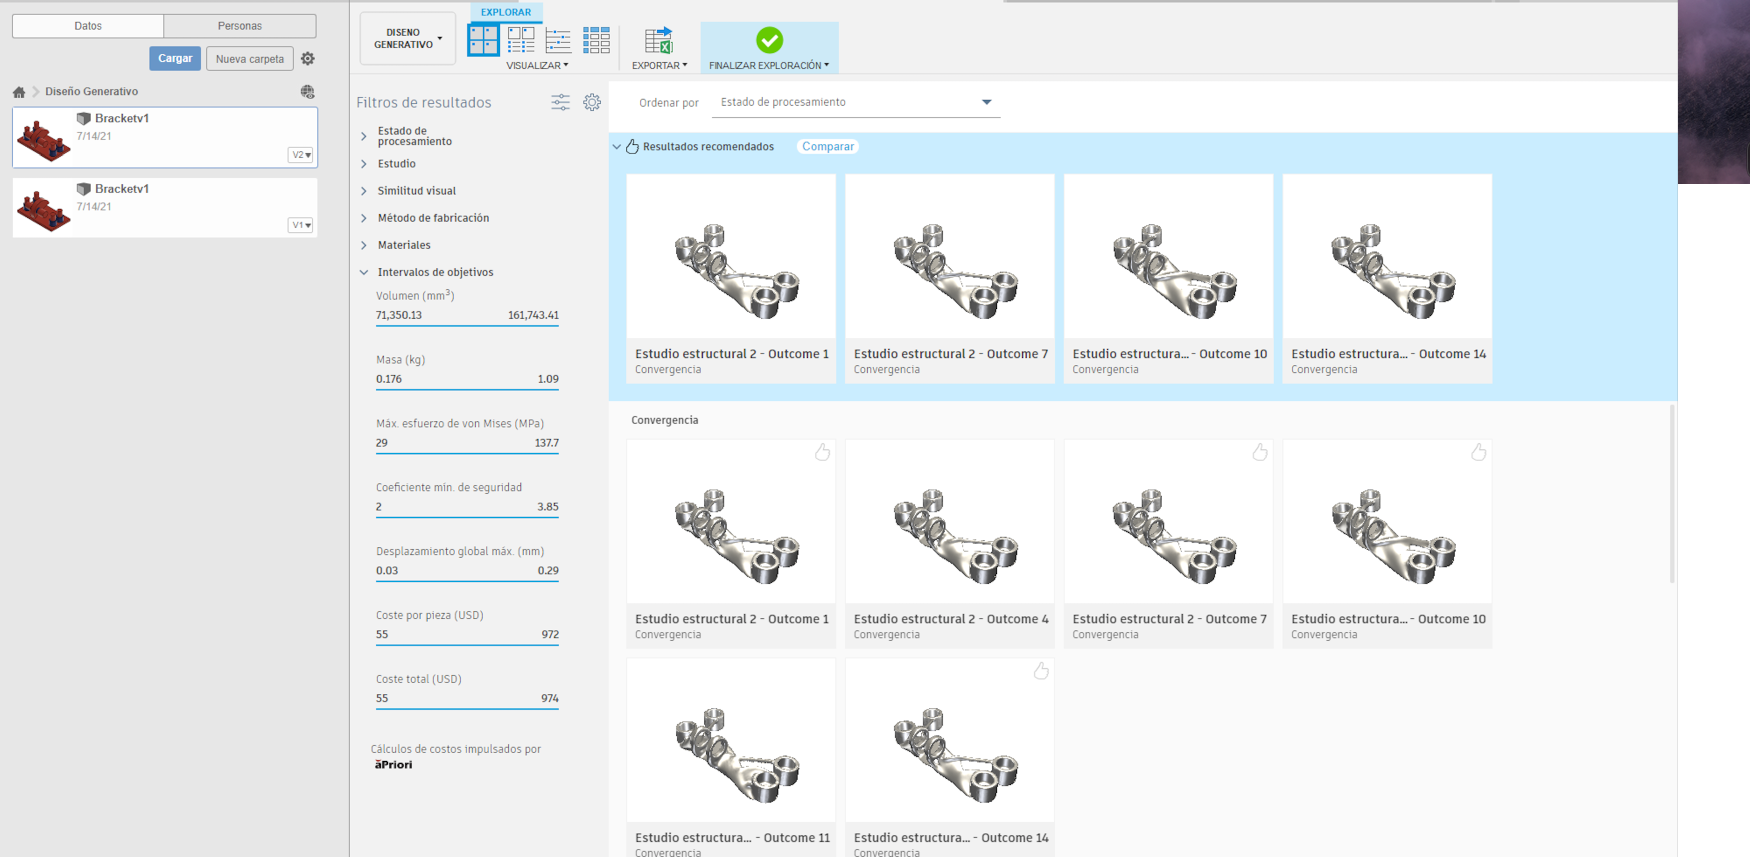 Datos
Personas
Cargar
Nueva carpeta
Diseño Generativo
Bracketv1
7/14/21
V2
Bracketv1
7/14/21
V1
DISENO
GENERATIVO
EXPLORAR
VISUALIZAR
EXPORTAR
FINALIZAR EXPLORACIÓN
Filtros de resultados
Estado de
procesamiento
Estudio
Similitud visual
Método de fabricación
Materiales
Intervalos de objetivos
Volumen (mm³)
71,350.13 161,743.41
Masa (kg)
0.176 1.09
Máx. esfuerzo de von Mises (MPa)
29 137.7
Coeficiente mín. de seguridad
2 3.85
Desplazamiento global máx. (mm)
0.03 0.29
Coste por pieza (USD)
55 972
Coste total (USD)
55 974
Cálculos de costos impulsados por
aPriori
Ordenar por Estado de procesamiento
Resultados recomendados Comparar
Estudio estructural 2 - Outcome 1
Convergencia
Estudio estructural 2 - Outcome 7
Convergencia
Estudio estructura... - Outcome 10
Convergencia
Estudio estructura... - Outcome 14
Convergencia
Convergencia
Estudio estructural 2 - Outcome 1
Convergencia
Estudio estructural 2 - Outcome 4
Convergencia
Estudio estructural 2 - Outcome 7
Convergencia
Estudio estructura... - Outcome 10
Convergencia
Estudio estructura... - Outcome 11
Convergencia
Estudio estructura... - Outcome 14
Convergencia